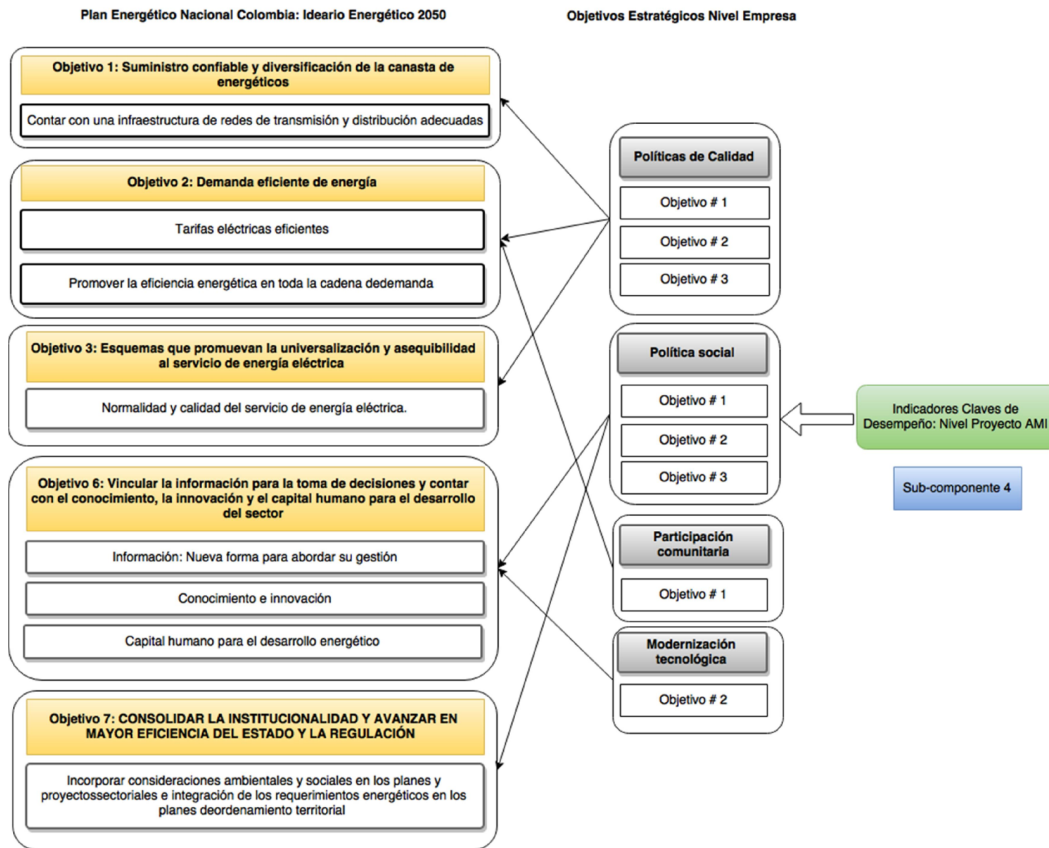 Plan Energético Nacional Colombia: Ideario Energético 2050
Objetivo 1: Suministro confiable y diversificación de la canasta de
energéticos
Contar con una infraestructura de redes de transmisión y distribución adecuadas
Objetivo 2: Demanda eficiente de energía
Tarifas eléctricas eficientes
Promover la eficiencia energética en toda la cadena dedemanda
Objetivo 3: Esquemas que promuevan la universalización y asequibilidad
al servicio de energía eléctrica
Normalidad y calidad del servicio de energía eléctrica.
Objetivo 6: Vincular la información para la toma de decisiones y contar
con el conocimiento, la innovación y el capital humano para el desarrollo
del sector
Información: Nueva forma para abordar su gestión
Conocimiento e innovación
Capital humano para el desarrollo energético
Objetivo 7: CONSOLIDAR LA INSTITUCIONALIDAD Y AVANZAR EN
MAYOR EFICIENCIA DEL ESTADO Y LA REGULACIÓN
Incorporar consideraciones ambientales y sociales en los planes y
proyectossectoriales e integración de los requerimientos energéticos en los
planes deordenamiento territorial
Objetivos Estratégicos Nivel Empresa
Políticas de Calidad
Objetivo # 1
Objetivo # 2
Objetivo # 3
Política social
Objetivo # 1
Objetivo # 2
Objetivo # 3
Participación
comunitaria
Objetivo # 1
Modernización
tecnológica
Objetivo # 2
Indicadores Claves de
Desempeño: Nivel Proyecto AMI
Sub-componente 4